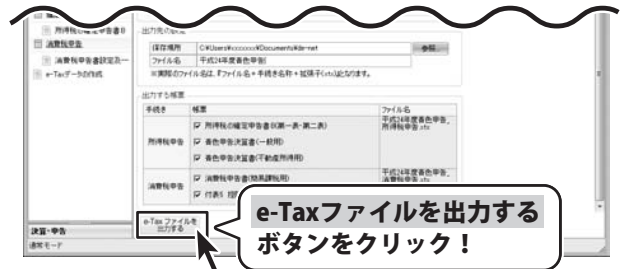 所得税の確定申告書B
消費税申告
消費税申告書設定及…
e-Taxデータの作成
決算・申告
通常モード
出力先の設定
保存場所 C:¥Users¥xxxxxx¥Documents¥dr-net 参照...
ファイル名 平成24年度青色申告
※実際のファイル名は、『ファイル名+手続き名称+拡張子(.xtx)』となります。
出力する帳票
手続き 帳票 ファイル名
所得税申告
所得税の確定申告書B(第一表・第二表)
青色申告決算書(一般用)
青色申告決算書(不動産所得用)
平成24年度青色申告_
所得税申告.xtx
消費税申告
消費税申告書(簡易課税用)
付表5
平成24年度青色申告_
消費税申告.xtx
e-Taxファイルを
出力する
e-Taxファイルを出力する
ボタンをクリック！